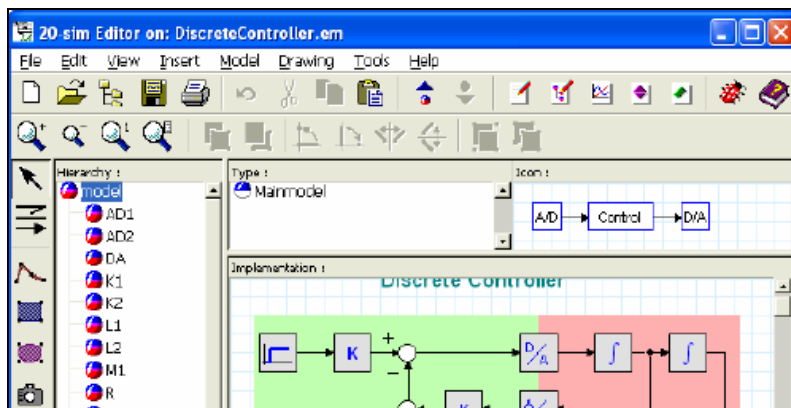 20-sim Editor on: DiscreteController.em
File Edit View Insert Model Drawing Tools Help
Hierarchy :
model
AD1
AD2
DA
K1
K2
L1
L2
M1
R
Type :
Mainmodel
Icon :
A/D Control D/A
Implementation :
Discrete Controller
K + − D/A ∫ ∫
K A/